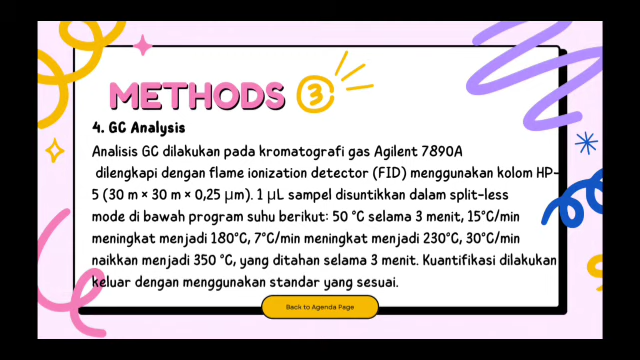 METHODS 3
4. GC Analysis
Analisis GC dilakukan pada kromatografi gas Agilent 7890A
dilengkapi dengan flame ionization detector (FID) menggunakan kolom HP-
5 (30 m × 30 m × 0,25 μm). 1 μL sampel disuntikkan dalam split-less
mode di bawah program suhu berikut: 50 °C selama 3 menit, 15°C/min
meningkat menjadi 180°C, 7°C/min meningkat menjadi 230°C, 30°C/min
naikkan menjadi 350 °C, yang ditahan selama 3 menit. Kuantifikasi dilakukan
keluar dengan menggunakan standar yang sesuai.
Back to Agenda Page